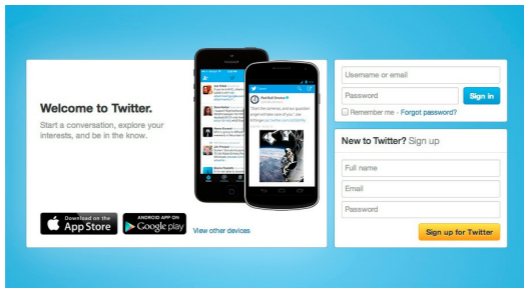 Welcome to Twitter.
Start a conversation, explore your
interests, and be in the know.
Download on the
App Store
ANDROID APP ON
Google play
View other devices
Username or email
Password
Sign in
Remember me - Forgot password?
New to Twitter? Sign up
Full name
Email
Password
Sign up for Twitter